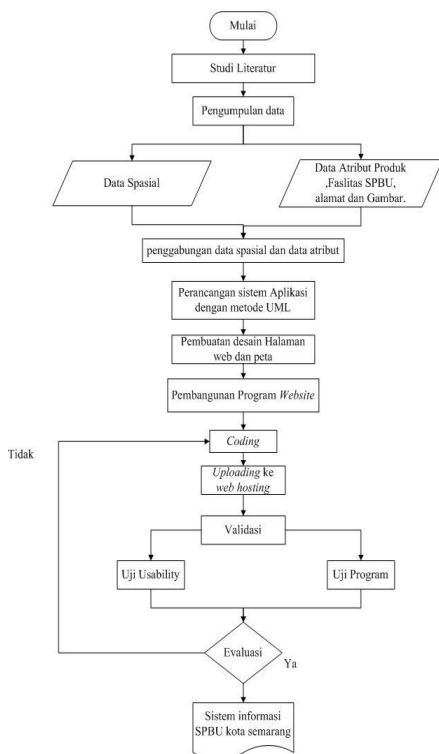 Mulai
Studi Literatur
Pengumpulan data
Data Spasial
Data Atribut Produk
,Faslitas SPBU,
alamat dan Gambar.
penggabungan data spasial dan data atribut
Perancangan sistem Aplikasi
dengan metode UML
Pembuatan desain Halaman
web dan peta
Pembangunan Program Website
Tidak
Coding
Uploading ke
web hosting
Validasi
Uji Usability
Uji Program
Evaluasi
Ya
Sistem informasi
SPBU kota semarang